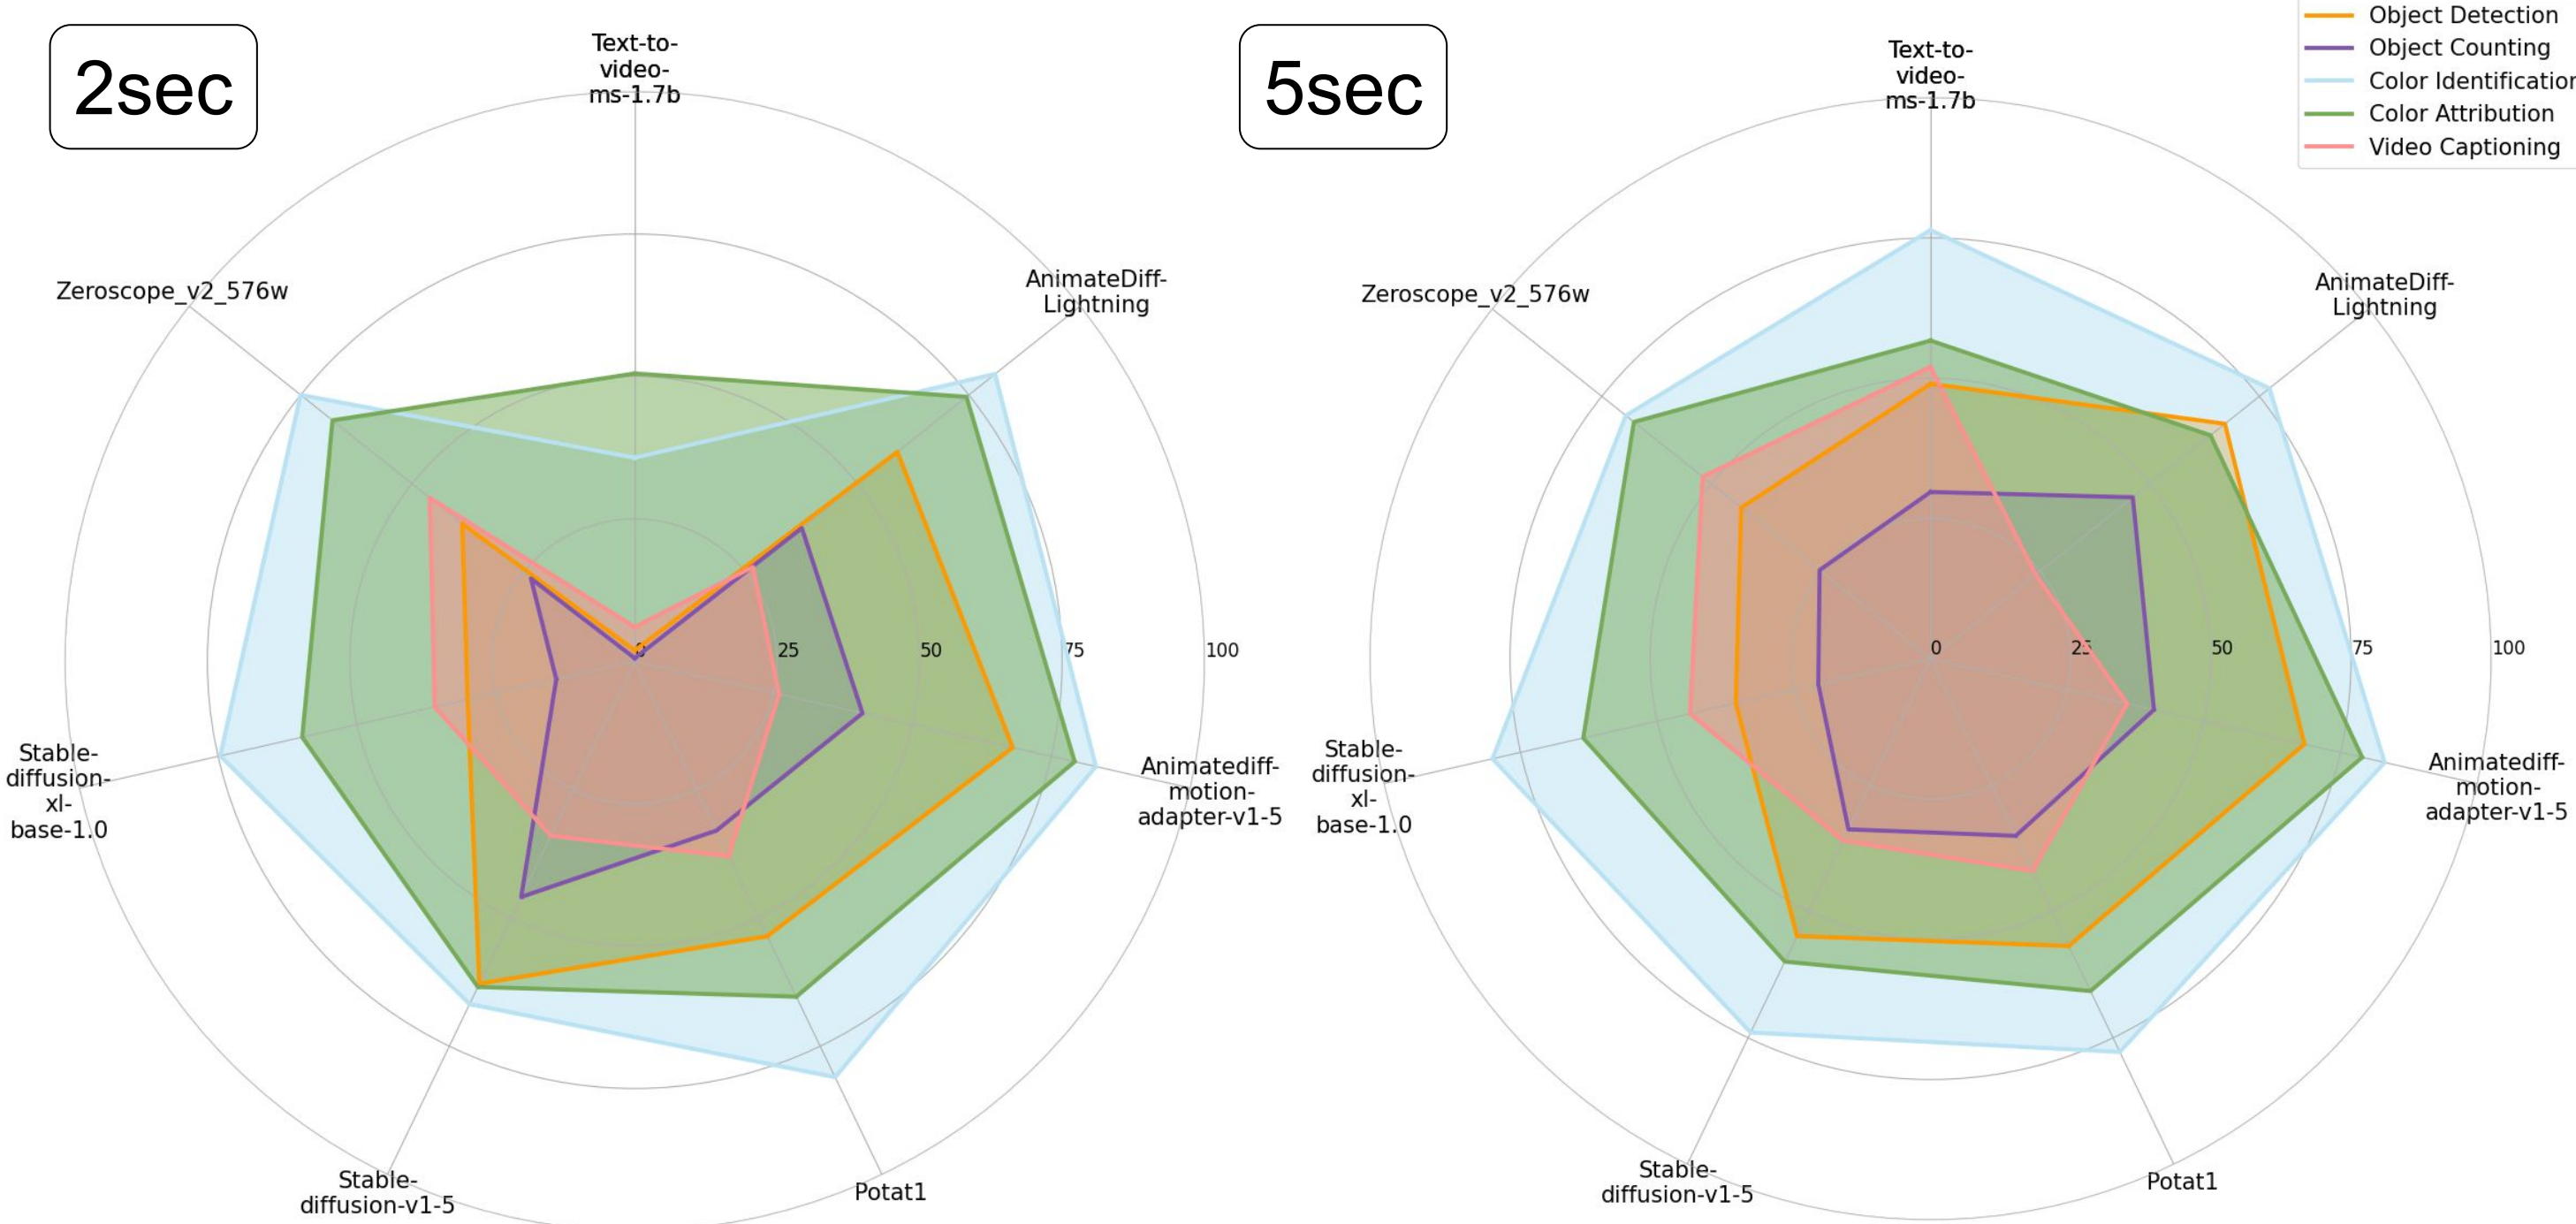 2sec
Text-to-
video-
ms-1.7b
AnimateDiff-
Lightning
Zeroscope_v2_576w
0
25
50
75
100
Stable-
diffusion-
xl-
base-1.0
Animatediff-
motion-
adapter-v1-5
Stable-
diffusion-v1-5
Potat1
5sec
Object Detection
Object Counting
Color Identification
Color Attribution
Video Captioning
Text-to-
video-
ms-1.7b
AnimateDiff-
Lightning
Zeroscope_v2_576w
0
25
50
75
100
Stable-
diffusion-
xl-
base-1.0
Animatediff-
motion-
adapter-v1-5
Stable-
diffusion-v1-5
Potat1